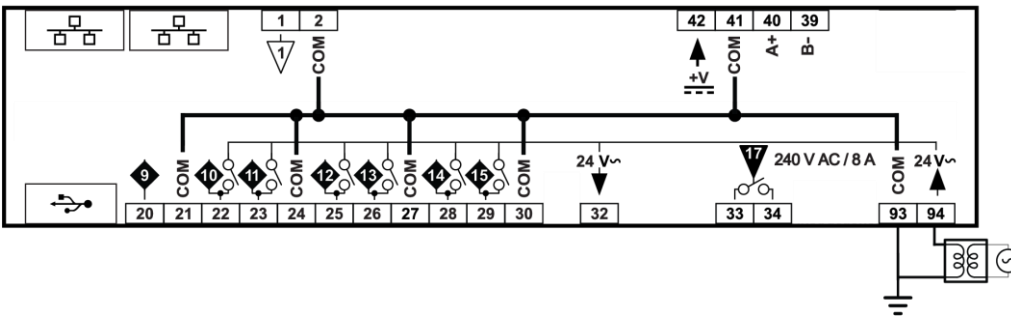 1 2
42 41 40 39
1
COM
COM
A+
B-
+V
9
COM
10
11
COM
12
13
COM
14
15
COM
24 V~
17
240 V AC / 8 A
COM
24 V~
20 21 22 23 24 25 26 27 28 29 30 32 33 34 93 94